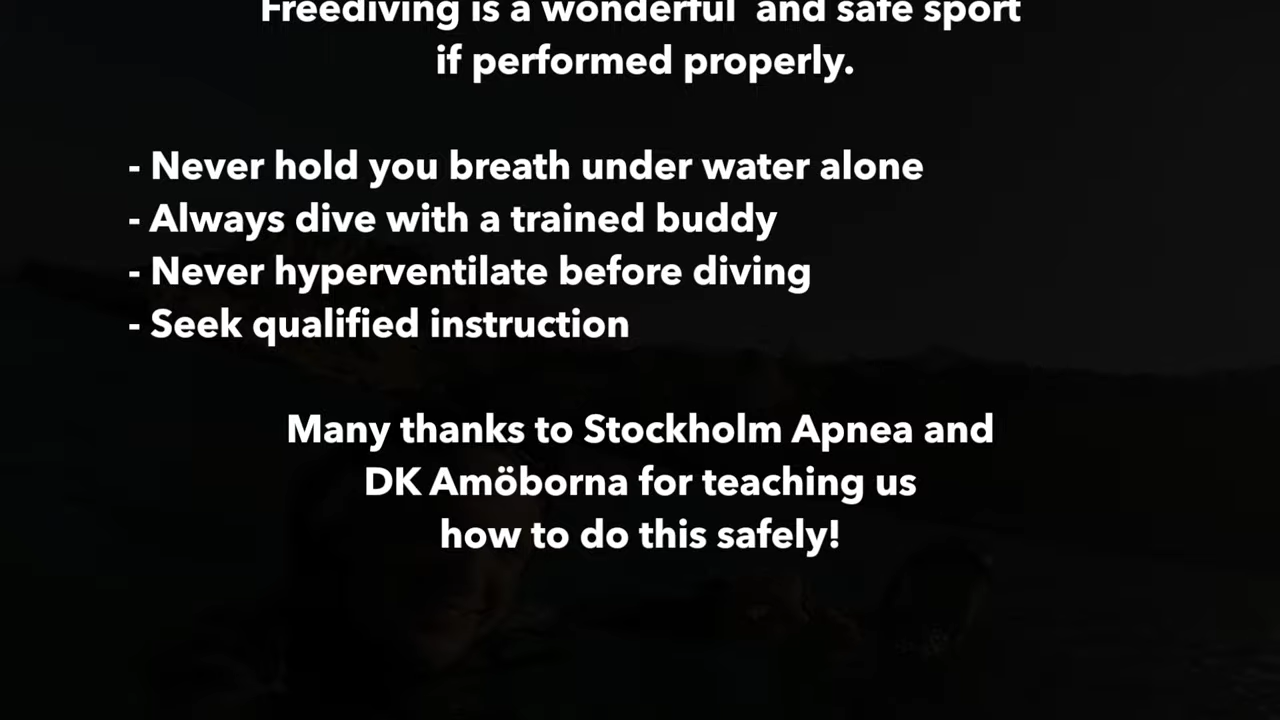 Freediving is a wonderful  and safe sport
if performed properly.
- Never hold you breath under water alone
- Always dive with a trained buddy
- Never hyperventilate before diving
- Seek qualified instruction
Many thanks to Stockholm Apnea and
DK Amöborna for teaching us
how to do this safely!